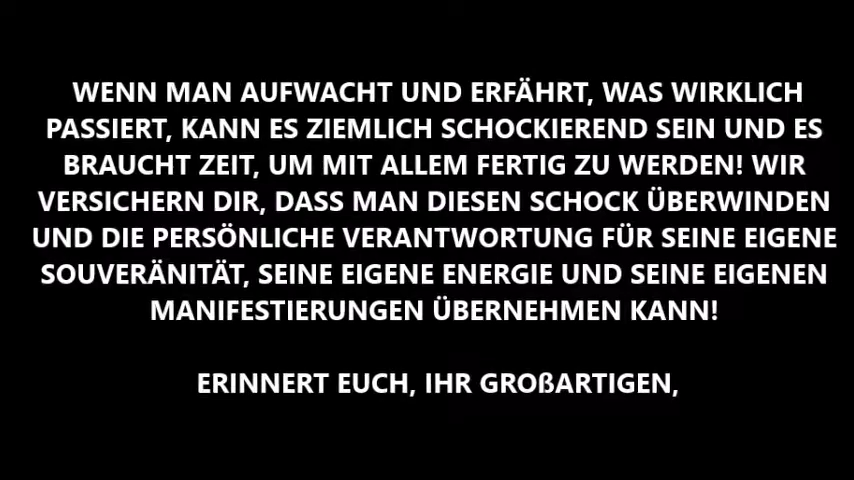 WENN MAN AUFWACHT UND ERFÄHRT, WAS WIRKLICH
PASSIERT, KANN ES ZIEMLICH SCHOCKIEREND SEIN UND ES
BRAUCHT ZEIT, UM MIT ALLEM FERTIG ZU WERDEN! WIR
VERSICHERN DIR, DASS MAN DIESEN SCHOCK ÜBERWINDEN
UND DIE PERSÖNLICHE VERANTWORTUNG FÜR SEINE EIGENE
SOUVERÄNITÄT, SEINE EIGENE ENERGIE UND SEINE EIGENEN
MANIFESTIERUNGEN ÜBERNEHMEN KANN!
ERINNERT EUCH, IHR GROßARTIGEN,